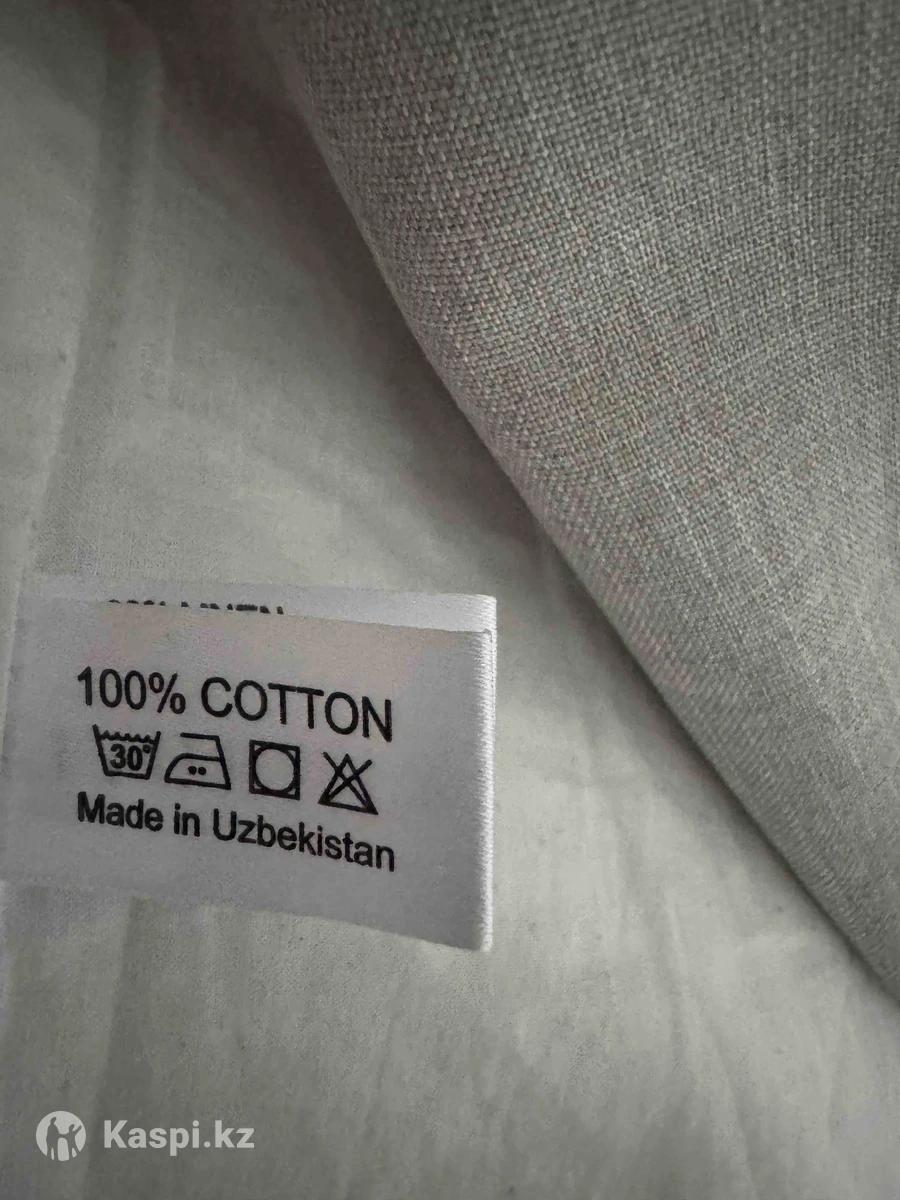 100% COTTON
30°
Made in Uzbekistan
Kaspi.kz